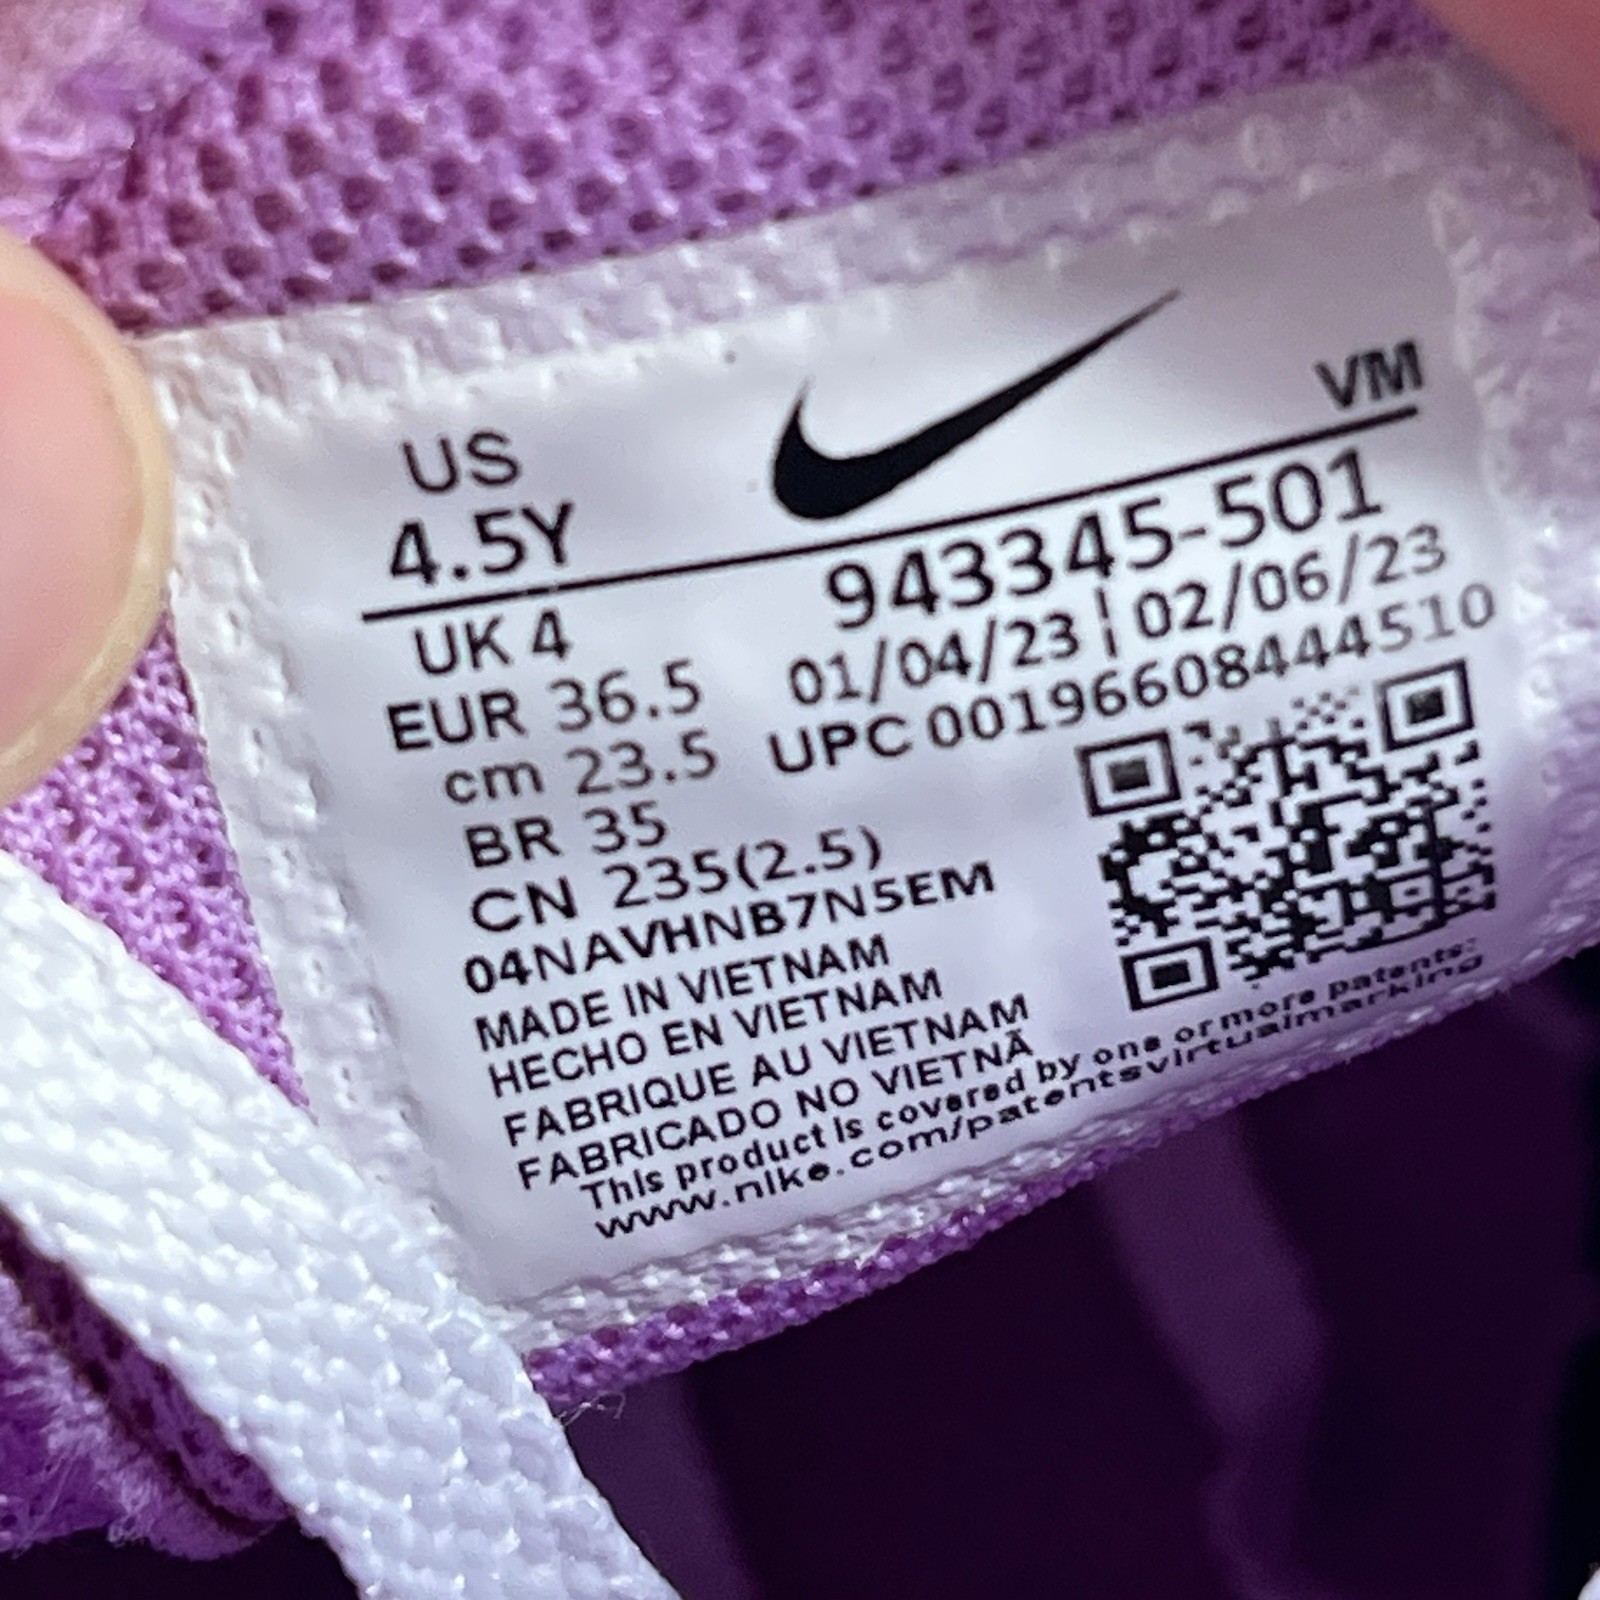 US
4.5Y
VM
UK 4
EUR 36.5
cm 23.5
BR 35
CN 235(2.5)
943345-501
01/04/23 ¦ 02/06/23
UPC 00196608444510
04NAVHNB7N5EM
MADE IN VIETNAM
HECHO EN VIETNAM
FABRIQUE AU VIETNAM
FABRICADO NO VIETNÃ
This product is covered by one or more patents:
www.nike.com/patentsvirtualmarking